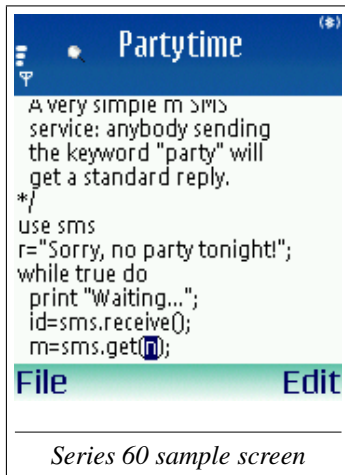 Partytime
A very simple m SMS
service: anybody sending
the keyword "party" will
get a standard reply.
*/
use sms
r="Sorry, no party tonight!";
while true do
print "Waiting...";
id=sms.receive();
m=sms.get(n);
File Edit
Series 60 sample screen